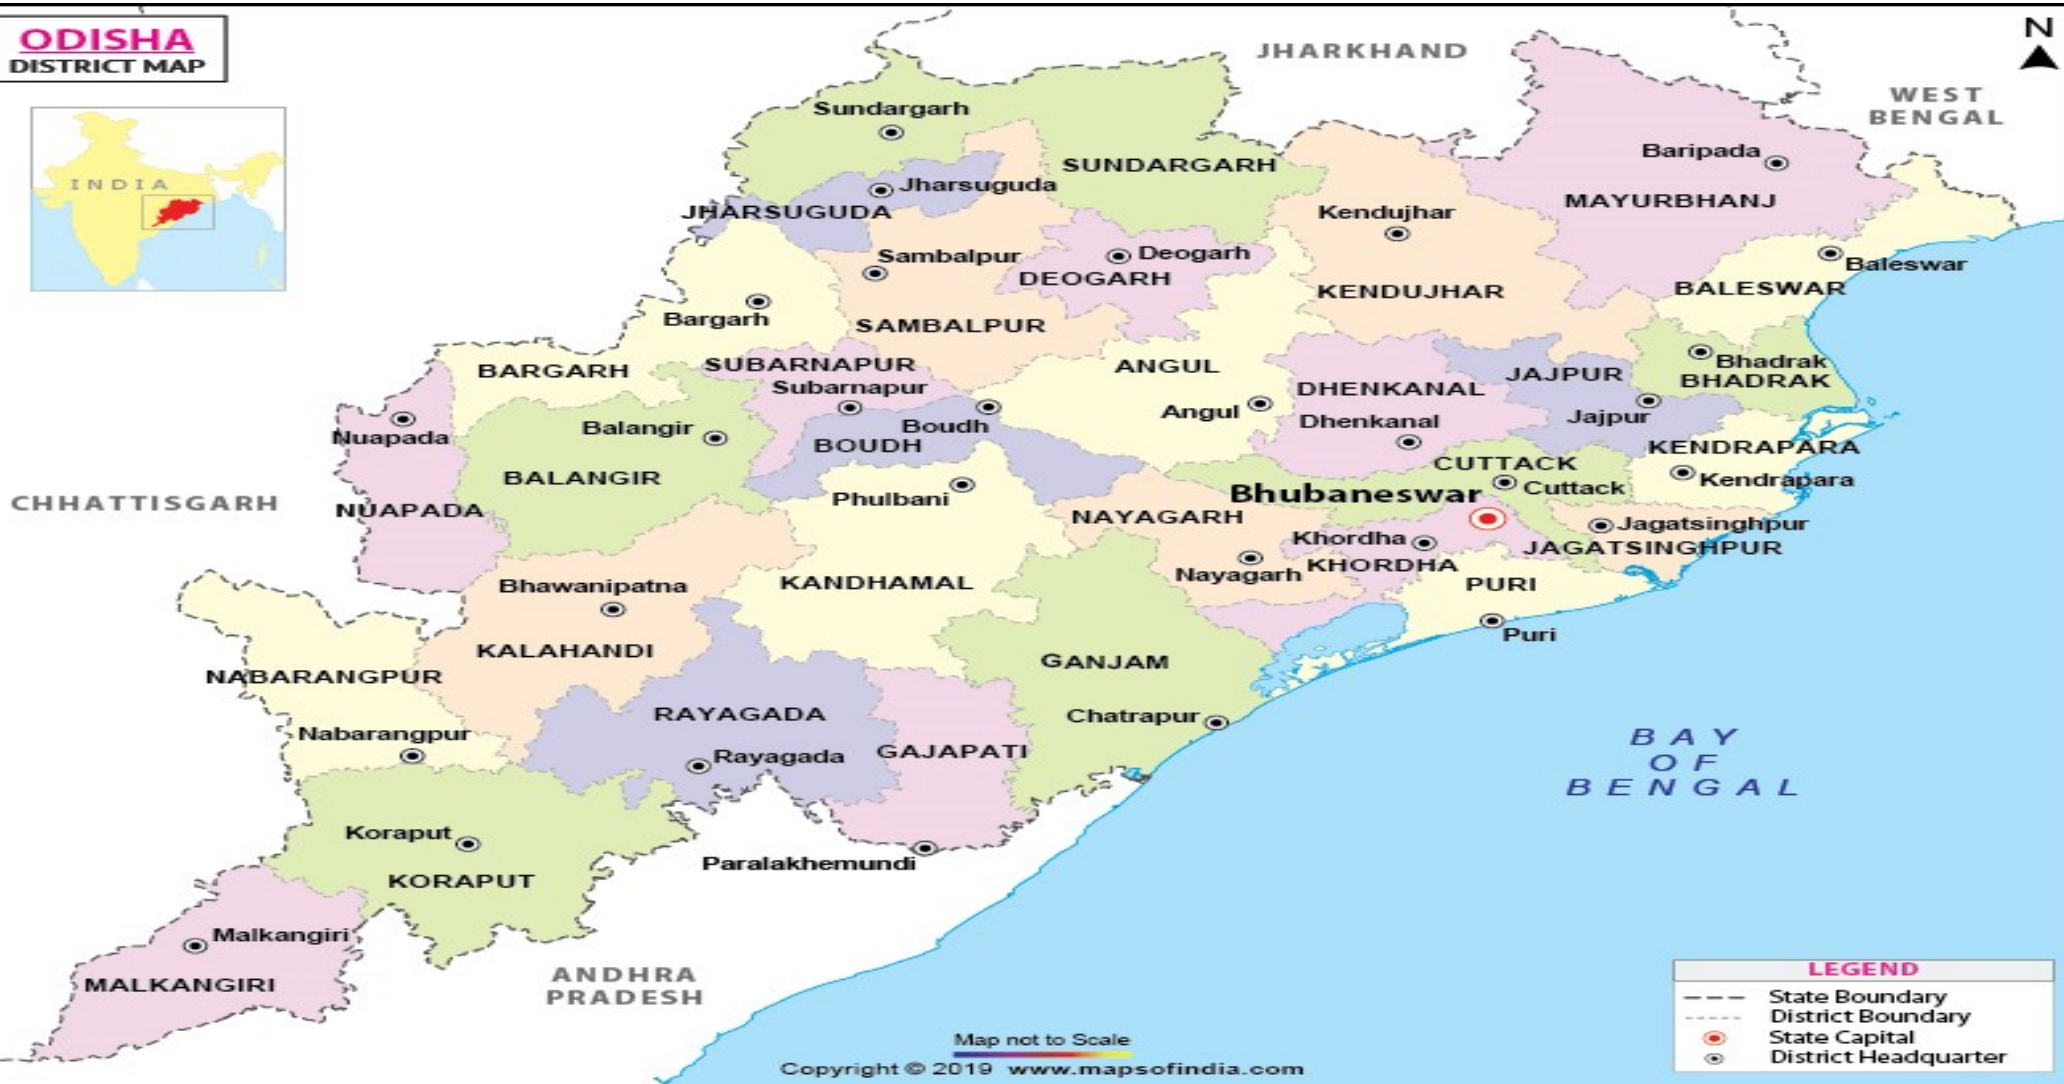 ODISHA
DISTRICT MAP
N
JHARKHAND
WEST
BENGAL
INDIA
Sundargarh
SUNDARGARH
Baripada
MAYURBHANJ
Jharsuguda
JHARSUGUDA
Kendujhar
KENDUJHAR
Sambalpur
SAMBALPUR
Deogarh
DEOGARH
Baleswar
BALESWAR
Bargarh
BARGARH
SUBARNAPUR
Subarnapur
ANGUL
Angul
DHENKANAL
Dhenkanal
JAJPUR
Jajpur
Bhadrak
BHADRAK
Nuapada
NUAPADA
Balangir
BALANGIR
Boudh
BOUDH
KENDRAPARA
Kendrapara
CUTTACK
Cuttack
CHHATTISGARH
Phulbani
KANDHAMAL
Bhubaneswar
NAYAGARH
Nayagarh
Khordha
KHORDHA
Jagatsinghpur
JAGATSINGHPUR
PURI
Puri
Bhawanipatna
KALAHANDI
NABARANGPUR
Nabarangpur
GANJAM
Chatrapur
RAYAGADA
Rayagada
GAJAPATI
Paralakhemundi
BAY
OF
BENGAL
Koraput
KORAPUT
Malkangiri
MALKANGIRI
ANDHRA
PRADESH
LEGEND
State Boundary
District Boundary
State Capital
District Headquarter
Map not to Scale
Copyright © 2019 www.mapsofindia.com